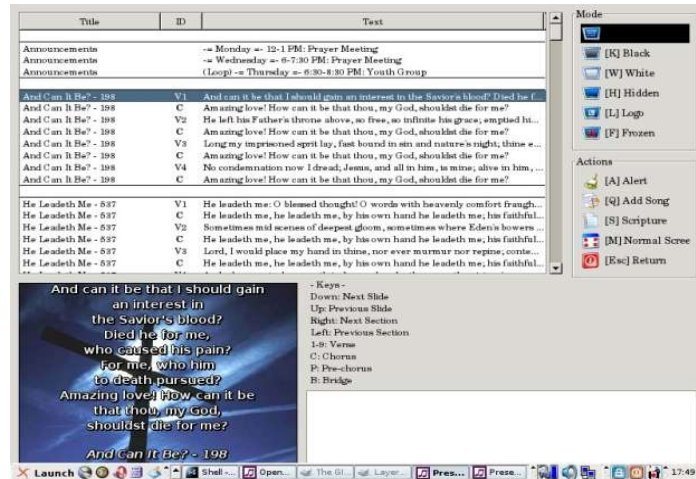 Title ID Text
Announcements -= Monday =- 12-1 PM: Prayer Meeting
Announcements -= Wednesday =- 6-7:30 PM: Prayer Meeting
Announcements (Loop) -= Thursday =- 6:30-8:30 PM: Youth Group
And Can It Be? - 198 V1 And can it be that I should gain an interest in the Savior's blood? Died he f...
And Can It Be? - 198 C Amazing love! How can it be that thou, my God, shouldst die for me?
And Can It Be? - 198 V2 He left his Father's throne above, so free, so infinite his grace; emptied hi...
And Can It Be? - 198 C Amazing love! How can it be that thou, my God, shouldst die for me?
And Can It Be? - 198 V3 Long my imprisoned sprit lay, fast bound in sin and nature's night; thine e...
And Can It Be? - 198 C Amazing love! How can it be that thou, my God, shouldst die for me?
And Can It Be? - 198 V4 No condemnation now I dread; Jesus, and all in him, is mine; alive in him, ...
And Can It Be? - 198 C Amazing love! How can it be that thou, my God, shouldst die for me?
He Leadeth Me - 537 V1 He leadeth me: O blessed thought! O words with heavenly comfort fraugh...
He Leadeth Me - 537 C He leadeth me, he leadeth me, by his own hand he leadeth me; his faithful...
He Leadeth Me - 537 V2 Sometimes mid scenes of deepest gloom, sometimes where Eden's bowers ...
He Leadeth Me - 537 C He leadeth me, he leadeth me, by his own hand he leadeth me; his faithful...
He Leadeth Me - 537 V3 Lord, I would place my hand in thine, nor ever murmur nor repine; conte...
He Leadeth Me - 537 C He leadeth me, he leadeth me, by his own hand he leadeth me; his faithful...
Mode
[K] Black
[W] White
[H] Hidden
[L] Logo
[F] Frozen
Actions
[A] Alert
[Q] Add Song
[S] Scripture
[M] Normal Scree
[Esc] Return
And can it be that I should gain
an interest in
the Savior's blood?
Died he for me,
who caused his pain?
For me, who him
to death pursued?
Amazing love! How can it be
that thou, my God,
shouldst die for me?
And Can It Be? - 198
- Keys -
Down: Next Slide
Up: Previous Slide
Right: Next Section
Left: Previous Section
1-9: Verse
C: Chorus
P: Pre-chorus
B: Bridge
Launch Shell -... Open... The GI... Layer... Pres... Prese... 17:49